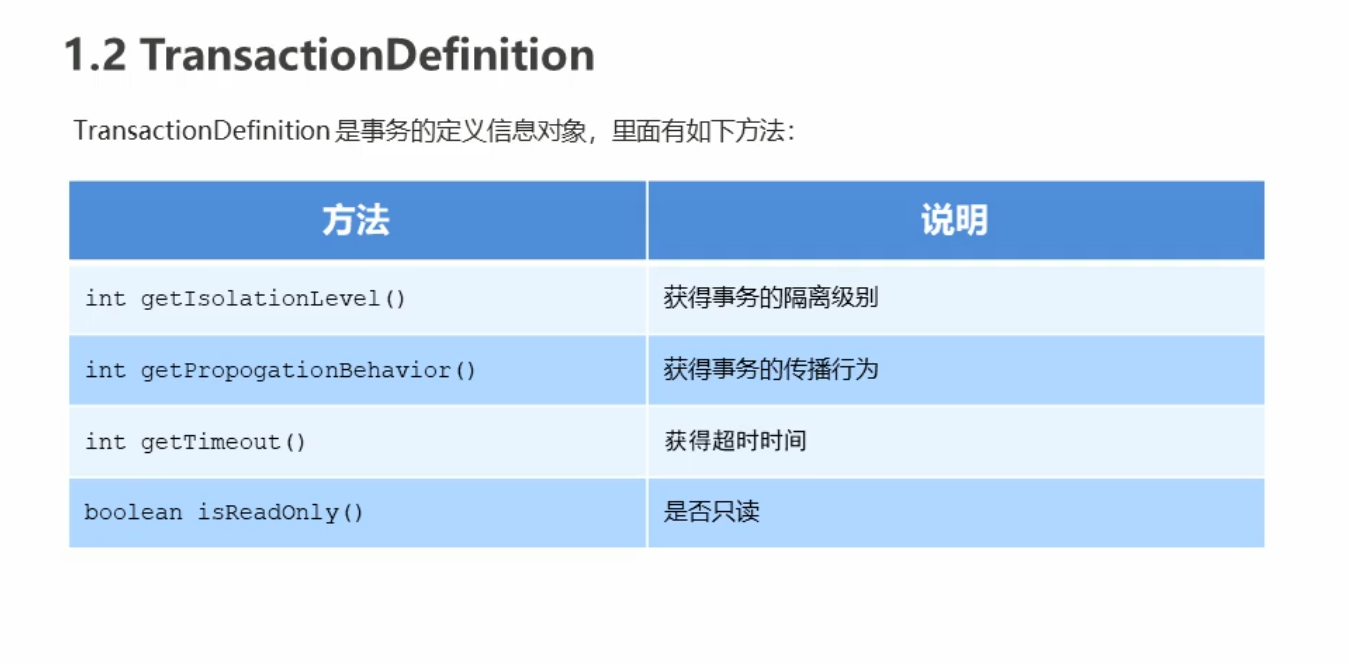 1.2 TransactionDefinition
TransactionDefinition 是事务的定义信息对象，里面有如下方法：
方法 说明
int getIsolationLevel() 获得事务的隔离级别
int getPropogationBehavior() 获得事务的传播行为
int getTimeout() 获得超时时间
boolean isReadOnly() 是否只读